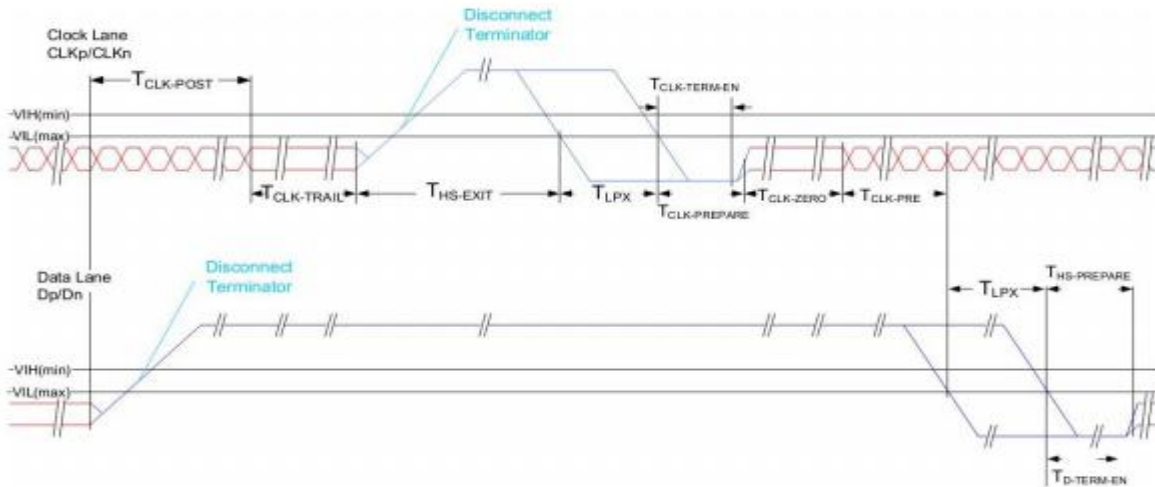 Disconnect
Terminator
Clock Lane
CLKp/CLKn
TCLK-POST
TCLK-TERM-EN
VIH(min)
VIL(max)
TCLK-TRAIL
THS-EXIT
TLPX
TCLK-PREPARE
TCLK-ZERO
TCLK-PRE
Data Lane
Dp/Dn
Disconnect
Terminator
TLPX
THS-PREPARE
VIH(min)
VIL(max)
TD-TERM-EN